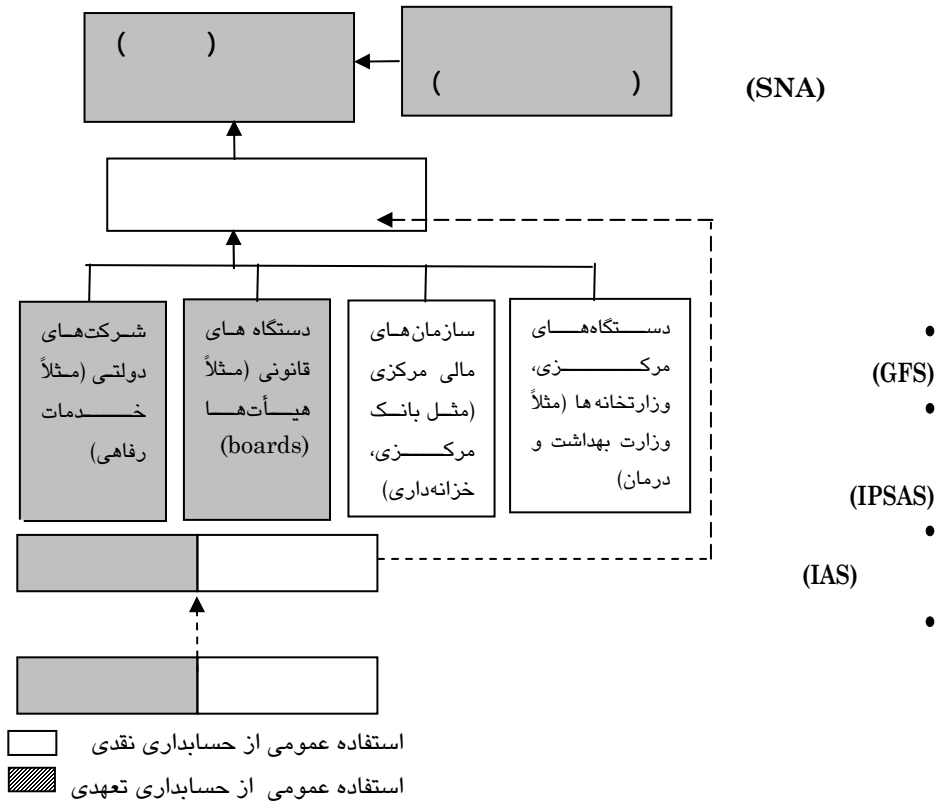 ( )
( )
(SNA)
شرکت‌های
دولتی (مثلاً
خدمات
رفاهی)
دستگاه های
قانونی (مثلاً
هیأت‌ها
(boards)
سازمان‌های
مالی مرکزی
(مثل بانک
مرکزی،
خزانه‌داری)
دستگاه‌های
مرکزی،
وزارتخانه ها (مثلاً
وزارت بهداشت و
درمان)
•
(GFS)
•
(IPSAS)
•
(IAS)
•
استفاده عمومی از حسابداری نقدی
استفاده عمومی از حسابداری تعهدی